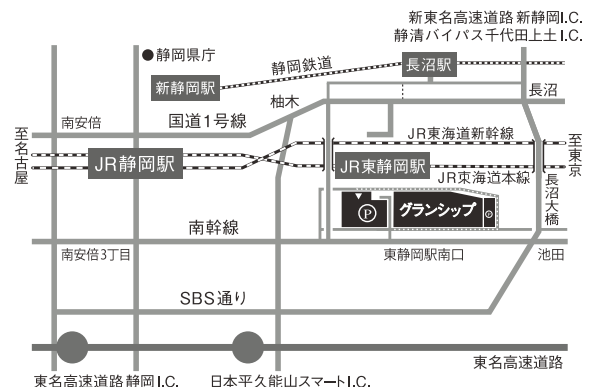 新東名高速道路 新静岡I.C.
静清バイパス千代田上土I.C.
静岡県庁
静岡鉄道
長沼駅
新静岡駅
柚木
長沼
南安倍
国道1号線
JR東海道新幹線
至名古屋
JR静岡駅
JR東静岡駅
至東京
JR東海道本線
長沼大橋
P
グランシップ
P
南幹線
南安倍3丁目
東静岡駅南口
池田
SBS通り
東名高速道路
東名高速道路 静岡I.C.
日本平久能山スマートI.C.